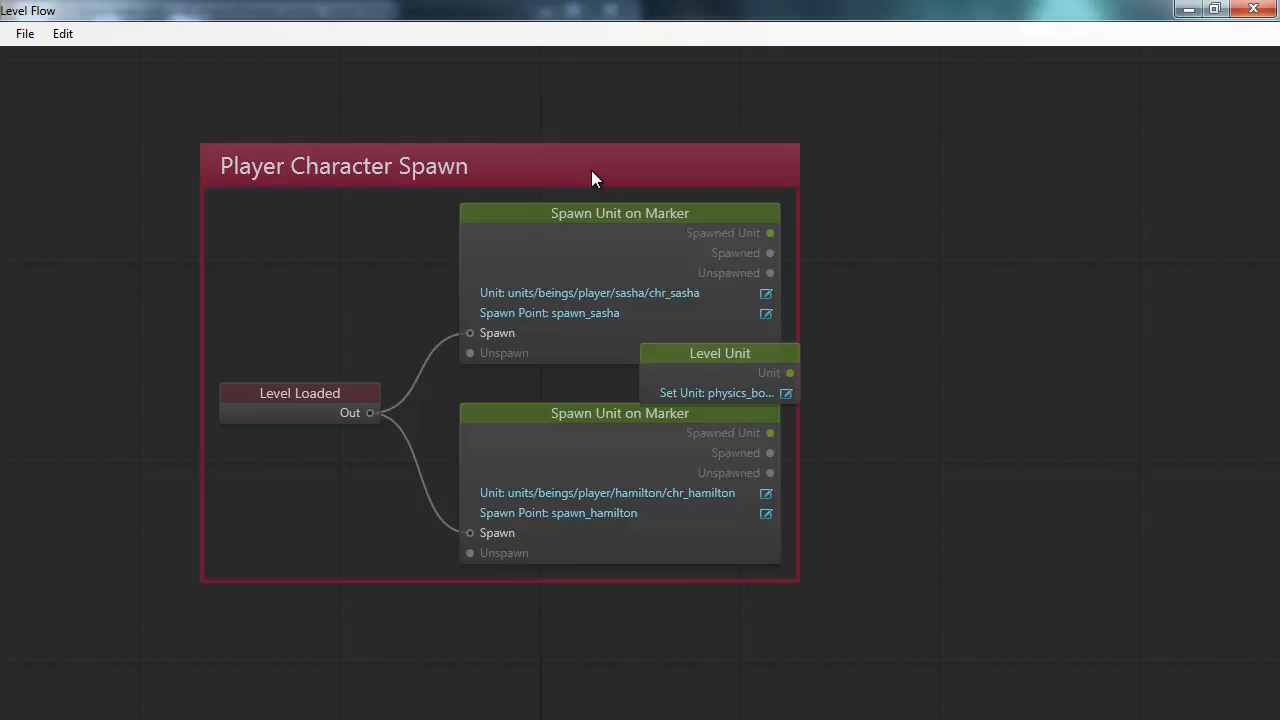 Level Flow
File Edit
Player Character Spawn
Spawn Unit on Marker
Spawned Unit
Spawned
Unspawned
Unit: units/beings/player/sasha/chr_sasha
Spawn Point: spawn_sasha
Spawn
Unspawn
Level Unit
Unit
Set Unit: physics_bo...
Level Loaded
Out
Spawn Unit on Marker
Spawned Unit
Spawned
Unspawned
Unit: units/beings/player/hamilton/chr_hamilton
Spawn Point: spawn_hamilton
Spawn
Unspawn